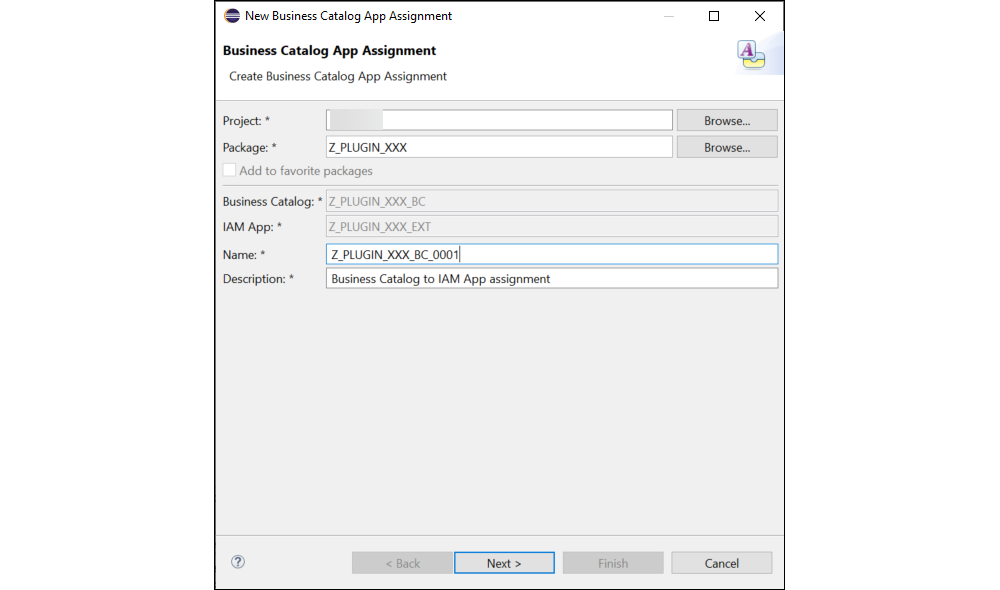 New Business Catalog App Assignment
Business Catalog App Assignment
Create Business Catalog App Assignment
Project: * Browse...
Package: * Z_PLUGIN_XXX Browse...
Add to favorite packages
Business Catalog: * Z_PLUGIN_XXX_BC
IAM App: * Z_PLUGIN_XXX_EXT
Name: * Z_PLUGIN_XXX_BC_0001
Description: * Business Catalog to IAM App assignment
? < Back Next > Finish Cancel